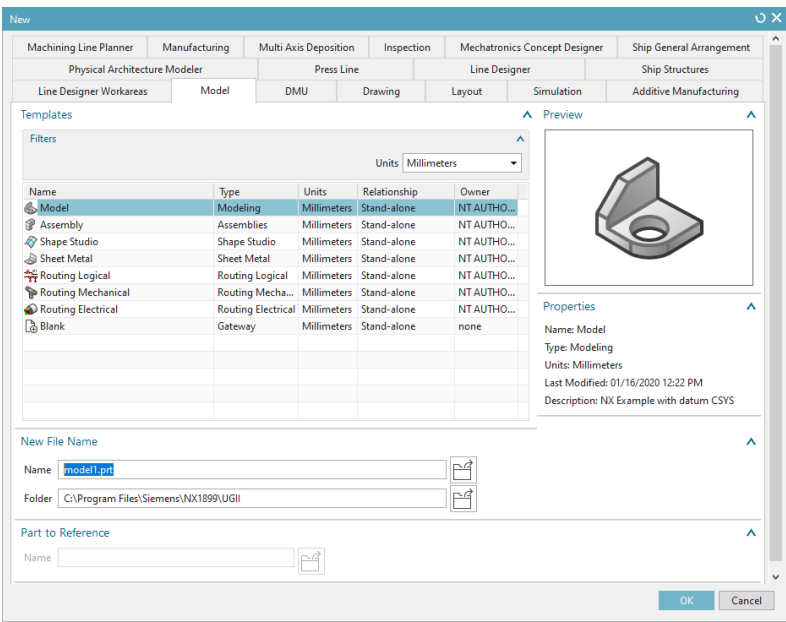 New
Machining Line Planner Manufacturing Multi Axis Deposition Inspection Mechatronics Concept Designer Ship General Arrangement
Physical Architecture Modeler Press Line Line Designer Ship Structures
Line Designer Workareas Model DMU Drawing Layout Simulation Additive Manufacturing
Templates
Filters
Units Millimeters
Name Type Units Relationship Owner
Model Modeling Millimeters Stand-alone NT AUTHO...
Assembly Assemblies Millimeters Stand-alone NT AUTHO...
Shape Studio Shape Studio Millimeters Stand-alone NT AUTHO...
Sheet Metal Sheet Metal Millimeters Stand-alone NT AUTHO...
Routing Logical Routing Logical Millimeters Stand-alone NT AUTHO...
Routing Mechanical Routing Mecha... Millimeters Stand-alone NT AUTHO...
Routing Electrical Routing Electrical Millimeters Stand-alone NT AUTHO...
Blank Gateway Millimeters Stand-alone none
Preview
Properties
Name: Model
Type: Modeling
Units: Millimeters
Last Modified: 01/16/2020 12:22 PM
Description: NX Example with datum CSYS
New File Name
Name model1.prt
Folder C:\Program Files\Siemens\NX1899\UGII
Part to Reference
Name
OK Cancel